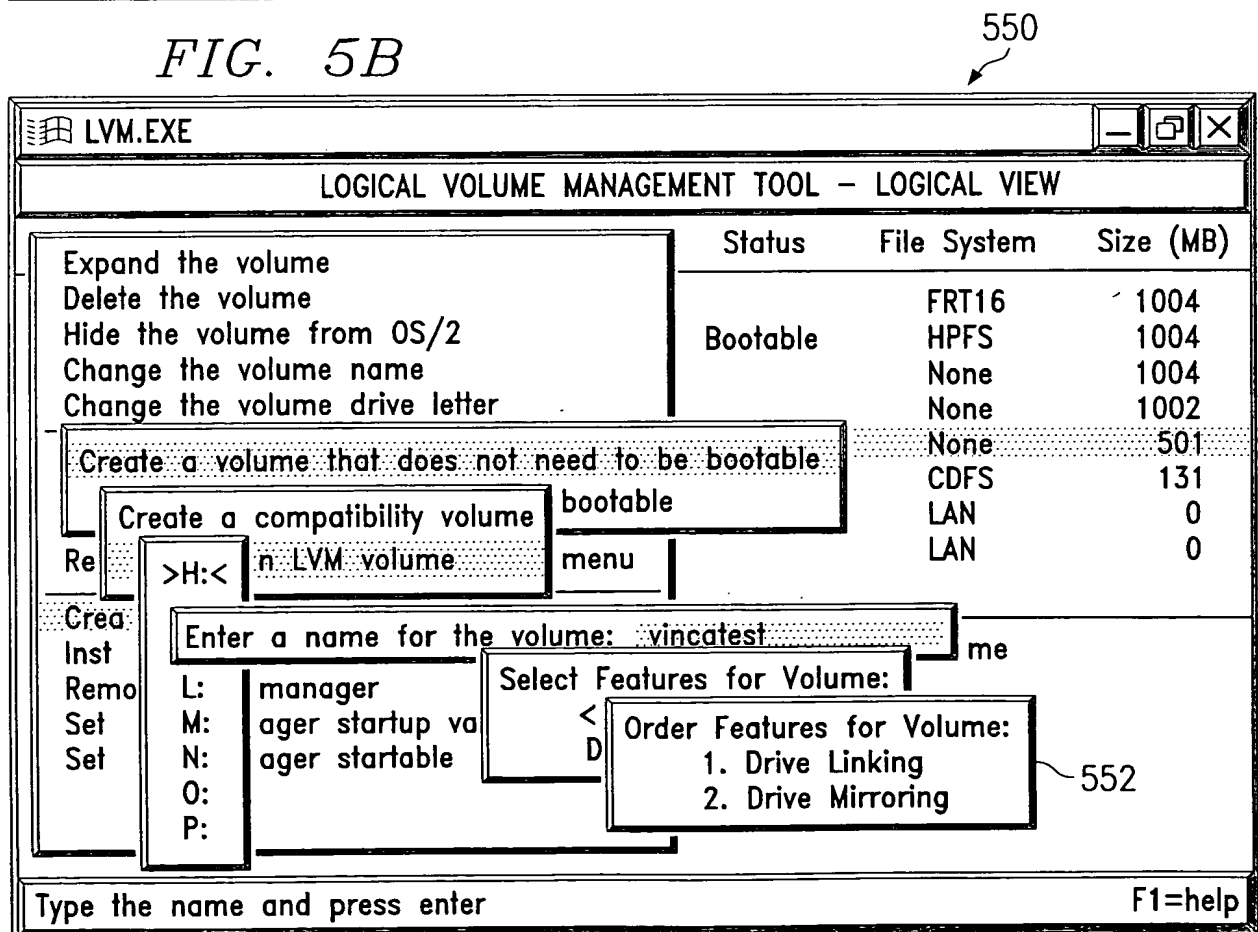 FIG. 5B
550
LVM.EXE
LOGICAL VOLUME MANAGEMENT TOOL – LOGICAL VIEW
Status File System Size (MB)
Expand the volume
Delete the volume
Hide the volume from OS/2
Change the volume name
Change the volume drive letter
FRT16 1004
Bootable HPFS 1004
None 1004
None 1002
None 501
CDFS 131
LAN 0
LAN 0
Create a volume that does not need to be bootable
bootable
Create a compatibility volume
n LVM volume
Re menu
>H:<
Crea
Enter a name for the volume: vincatest
me
Inst
Remo L: manager
Set M: ager startup va
Set N: ager startable
O:
P:
Select Features for Volume:
<
D
Order Features for Volume:
1. Drive Linking
2. Drive Mirroring
552
Type the name and press enter F1=help